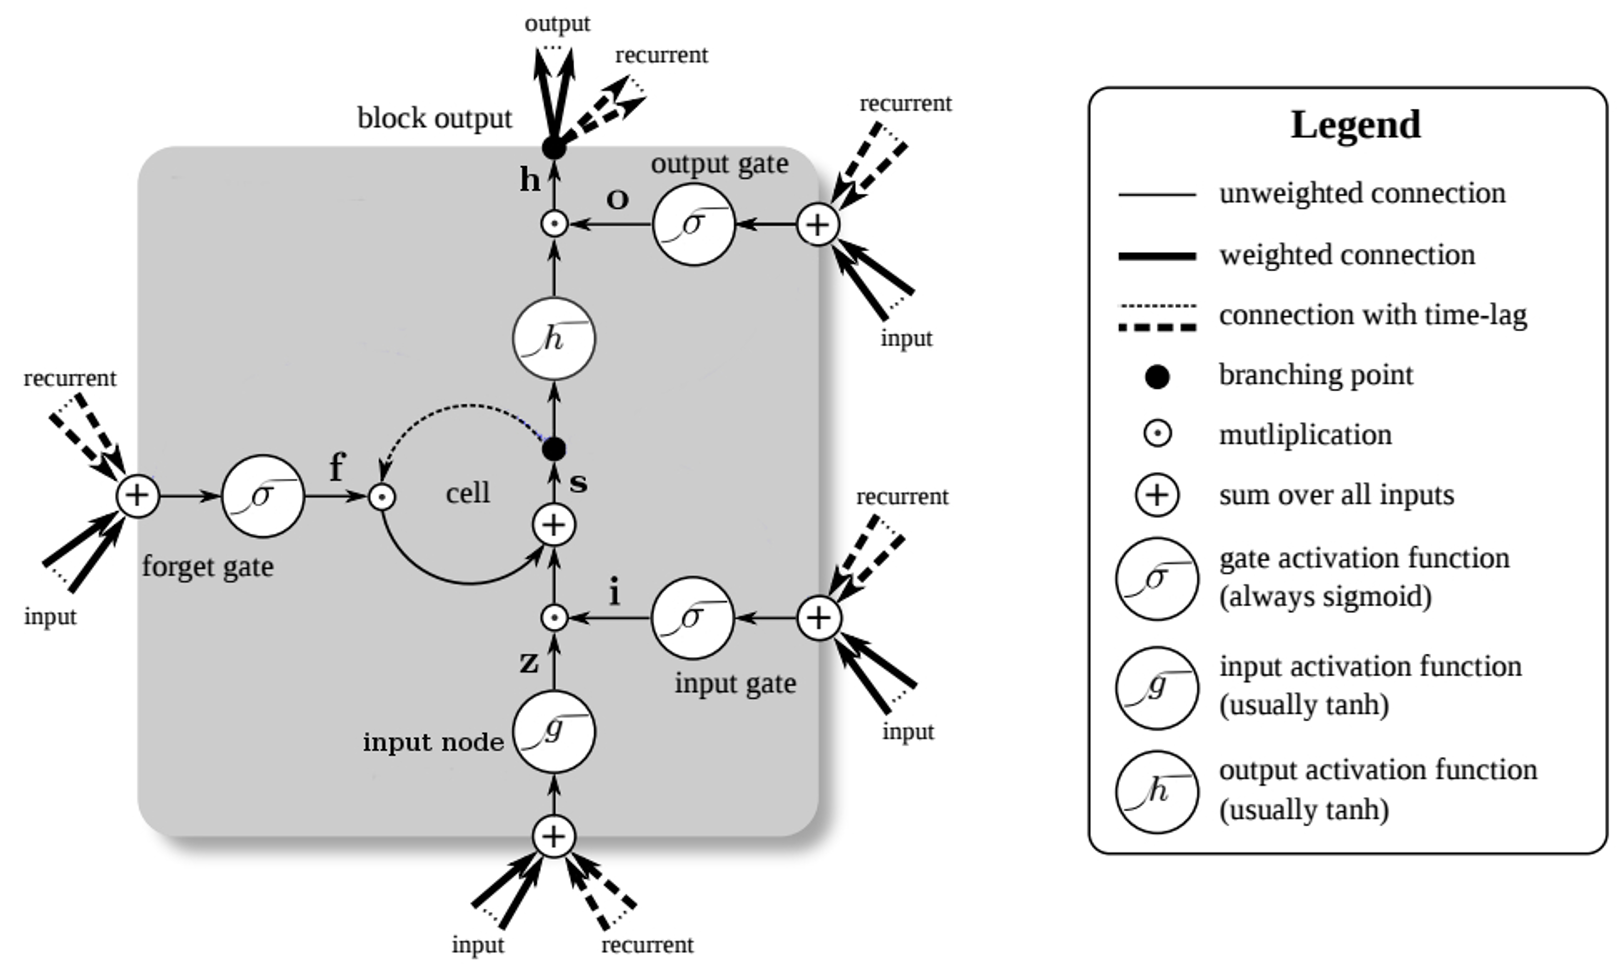 output
recurrent
block output
recurrent
output gate
h
o
σ
+
h
input
recurrent
f
cell
s
+
σ
+
forget gate
input
recurrent
i
σ
+
z
input gate
input
input node
g
+
input
recurrent
Legend
unweighted connection
weighted connection
connection with time-lag
branching point
mutliplication
+
sum over all inputs
σ
gate activation function
(always sigmoid)
g
input activation function
(usually tanh)
h
output activation function
(usually tanh)